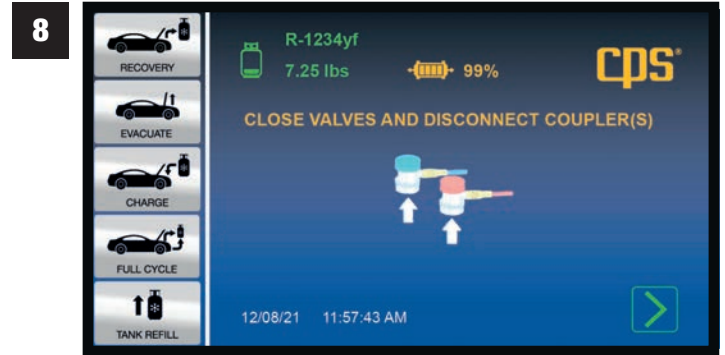 8
RECOVERY
EVACUATE
CHARGE
FULL CYCLE
TANK REFILL
R-1234yf
7.25 lbs
99%
cps®
CLOSE VALVES AND DISCONNECT COUPLER(S)
12/08/21 11:57:43 AM